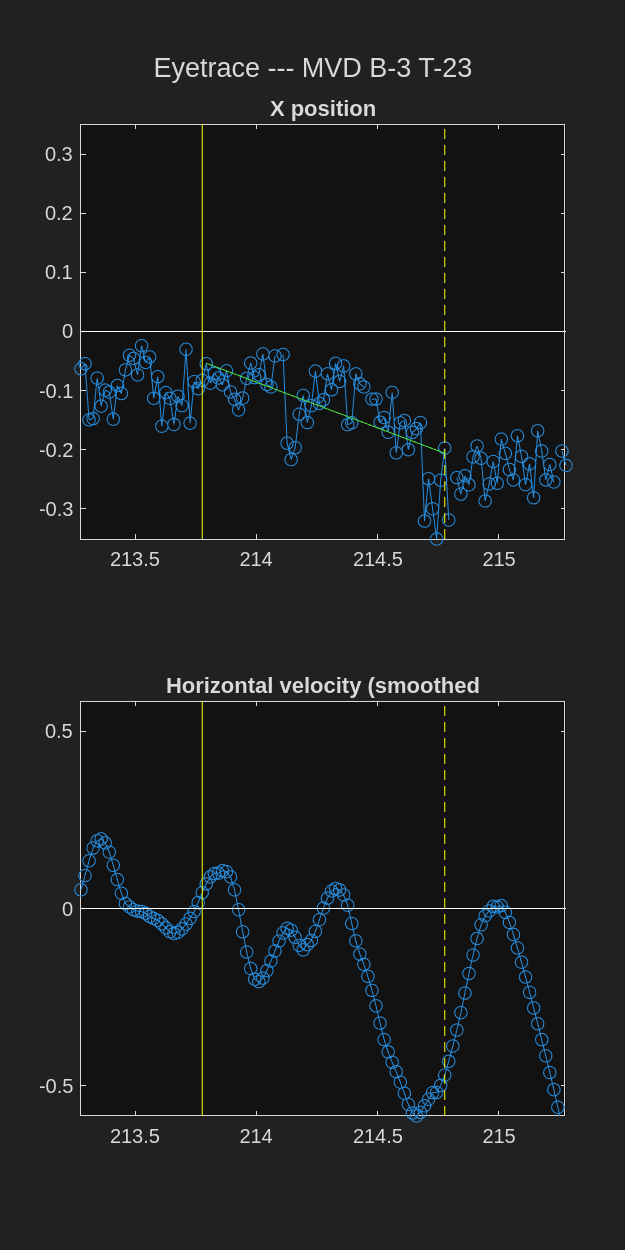 Eyetrace --- MVD B-3 T-23
X position
0.3
0.2
0.1
0
-0.1
-0.2
-0.3
213.5 214 214.5 215
Horizontal velocity (smoothed
0.5
0
-0.5
213.5 214 214.5 215